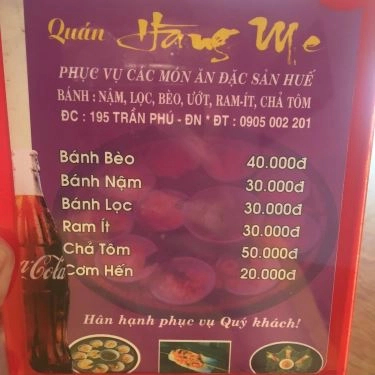 Quán Hạng Mẹ
PHỤC VỤ CÁC MÓN ĂN ĐẶC SẢN HUẾ
BÁNH : NẬM, LỌC, BÈO, ƯỚT, RAM-ÍT, CHẢ TÔM
ĐC : 195 TRẦN PHÚ - ĐN * ĐT : 0905 002 201
Bánh Bèo 40.000đ
Bánh Nậm 30.000đ
Bánh Lọc 30.000đ
Ram Ít 30.000đ
Chả Tôm 50.000đ
Cơm Hến 20.000đ
Coca-Cola
Hân hạnh phục vụ Quý khách!